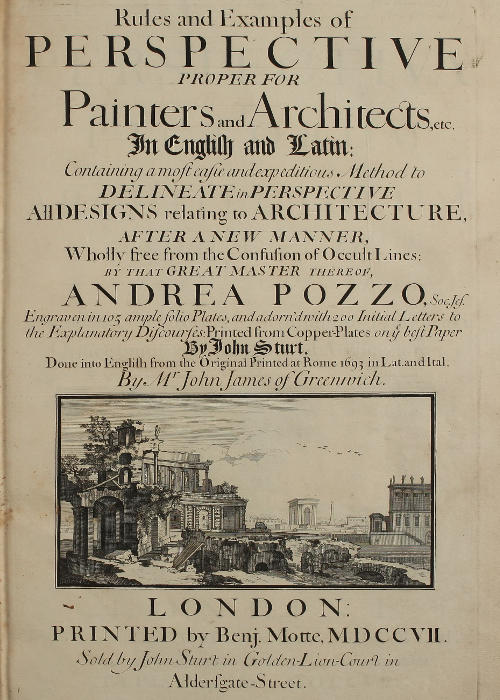 Rules and Examples of
PERSPECTIVE
PROPER FOR
Painters and Architects, etc.
In Engliſh and Latin:
Containing a moſt eaſie and expeditious Method to
DELINEATE in PERSPECTIVE
All DESIGNS relating to ARCHITECTURE,
AFTER A NEW MANNER,
Wholly free from the Confuſion of Occult Lines;
BY THAT GREAT MASTER THEREOF,
ANDREA POZZO, Soc. Jeſ.
Engraven in 105 ample folio Plates, and adorn'd with 200 Initial Letters to
the Explanatory Diſcourſes: Printed from Copper-Plates on yͤ beſt Paper
By John Sturt.
Done into Engliſh from the Original Printed at Rome 1693 in Lat. and Ital.
By Mr John James of Greenwich.
LONDON:
PRINTED by Benj. Motte, MDCCVII.
Sold by John Sturt in Golden-Lion-Court in
Alderſgate-Street.